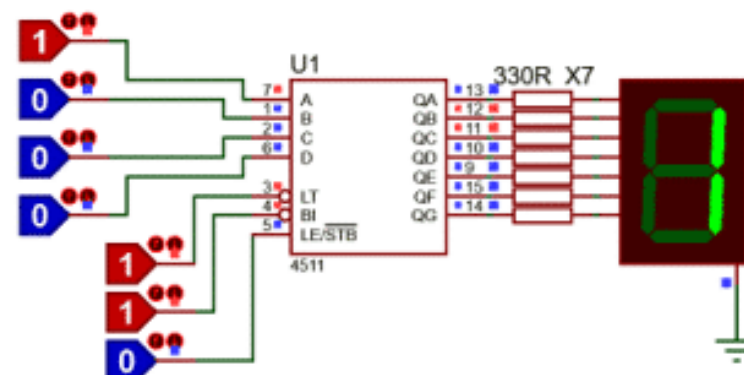 1
U1
330R X7
0
7 A QA 13
1 B QB 12
0
2 C QC 11
6 D QD 10
QE 9
0
3 LT QF 15
4 BI QG 14
5 LE/STB
1
4511
1
0
1